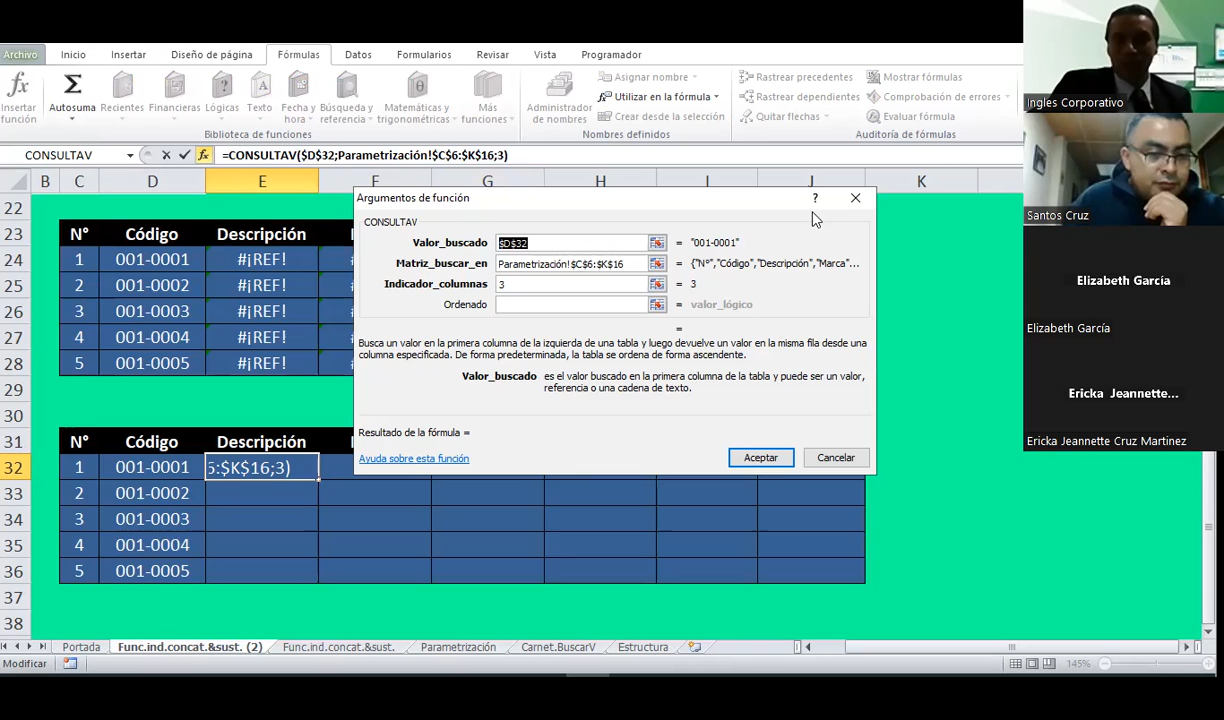 Archivo Inicio Insertar Diseño de página Fórmulas Datos Formularios Revisar Vista Programador
Insertar función
Autosuma
Recientes
Financieras
Lógicas
Texto
Fecha y hora
Búsqueda y referencia
Matemáticas y trigonométricas
Más funciones
Biblioteca de funciones
Administrador de nombres
Asignar nombre
Utilizar en la fórmula
Crear desde la selección
Nombres definidos
Rastrear precedentes
Rastrear dependientes
Quitar flechas
Mostrar fórmulas
Comprobación de errores
Evaluar fórmula
Auditoría de fórmulas
CONSULTAV fx =CONSULTAV($D$32;Parametrización!$C$6:$K$16;3)
B C D E F G H I J K
22
23 N° Código Descripción
24 1 001-0001 #¡REF!
25 2 001-0002 #¡REF!
26 3 001-0003 #¡REF!
27 4 001-0004 #¡REF!
28 5 001-0005 #¡REF!
29
30
31 N° Código Descripción
32 1 001-0001 :$K$16;3)
33 2 001-0002
34 3 001-0003
35 4 001-0004
36 5 001-0005
37
38
Argumentos de función ?
CONSULTAV
Valor_buscado $D$32 = "001-0001"
Matriz_buscar_en Parametrización!$C$6:$K$16 = {"N°","Código","Descripción","Marca"...
Indicador_columnas 3 = 3
Ordenado = valor_lógico
=
Busca un valor en la primera columna de la izquierda de una tabla y luego devuelve un valor en la misma fila desde una
columna especificada. De forma predeterminada, la tabla se ordena de forma ascendente.
Valor_buscado es el valor buscado en la primera columna de la tabla y puede ser un valor,
referencia o una cadena de texto.
Resultado de la fórmula =
Ayuda sobre esta función Aceptar Cancelar
Portada Func.ind.concat.&sust. (2) Func.ind.concat.&sust. Parametrización Carnet.BuscarV Estructura
Modificar 145%
Ingles Corporativo
Santos Cruz
Elizabeth García
Elizabeth García
Ericka Jeannette...
Ericka Jeannette Cruz Martinez